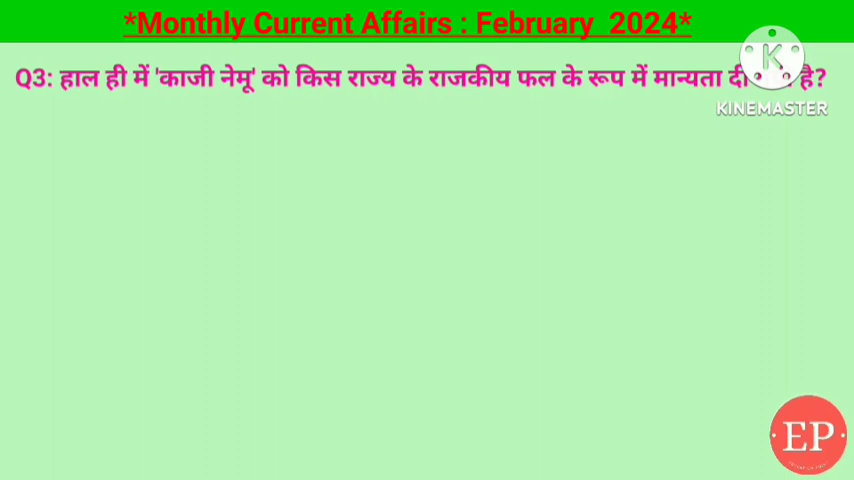 *Monthly Current Affairs : February 2024*
Q3: हाल ही में 'काजी नेमू' को किस राज्य के राजकीय फल के रूप में मान्यता दी है?
KINEMASTER
EP